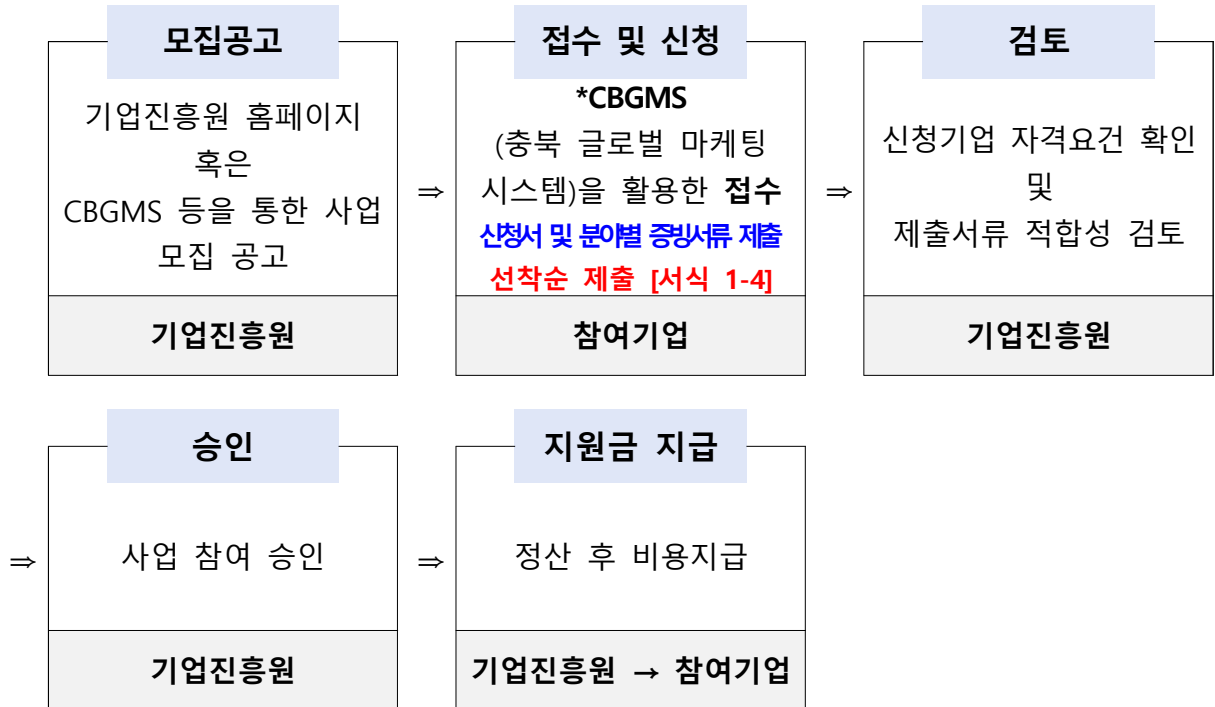 모집공고
기업진흥원 홈페이지
혹은
CBGMS 등을 통한 사업
모집 공고
기업진흥원
⇒
접수 및 신청
*CBGMS
(충북 글로벌 마케팅
시스템)을 활용한 접수
신청서 및 분야별 증빙서류 제출
선착순 제출 [서식 1-4]
참여기업
⇒
검토
신청기업 자격요건 확인
및
제출서류 적합성 검토
기업진흥원
⇒
승인
사업 참여 승인
기업진흥원
⇒
지원금 지급
정산 후 비용지급
기업진흥원 → 참여기업